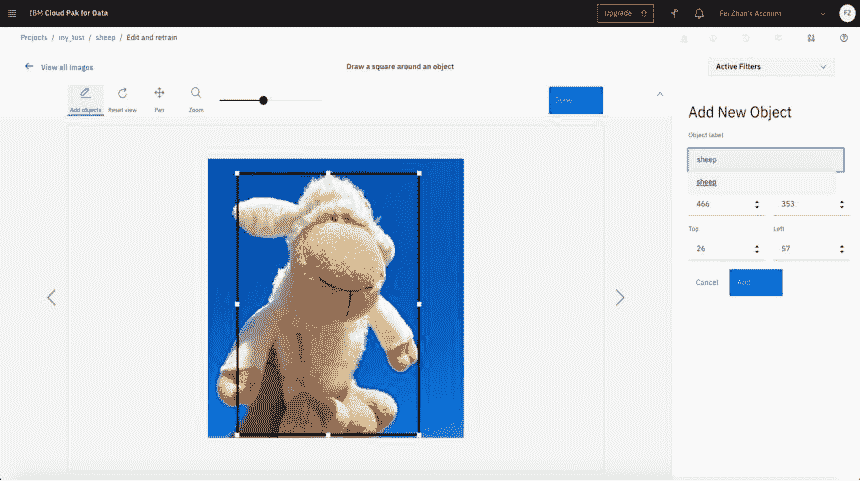 IBM Cloud Pak for Data
Upgrade
Fei Zhan's Account
FZ
Projects / my_test / sheep / Edit and retrain
View all images
Draw a square around an object
Active Filters
Add objects
Reset view
Pan
Zoom
Done
Add New Object
Object label
sheep
sheep
466
353
Top
Left
26
57
Cancel
Add